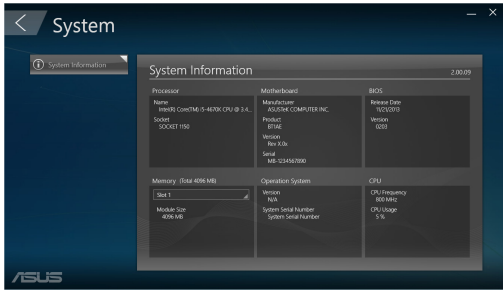 System
System Information
System Information
2.00.09
Processor
Name
Intel(R) Core(TM) i5-4670K CPU @ 3.4...
Socket
SOCKET 1150
Motherboard
Manufacturer
ASUSTeK COMPUTER INC.
Product
BT1AE
Version
Rev X.0x
Serial
MB-1234567890
BIOS
Release Date
11/21/2013
Version
0203
Memory (Total 4096 MB)
Slot 1
Module Size
4096 MB
Operation System
Version
N/A
System Serial Number
System Serial Number
CPU
CPU Frequency
800 MHz
CPU Usage
5 %
ASUS